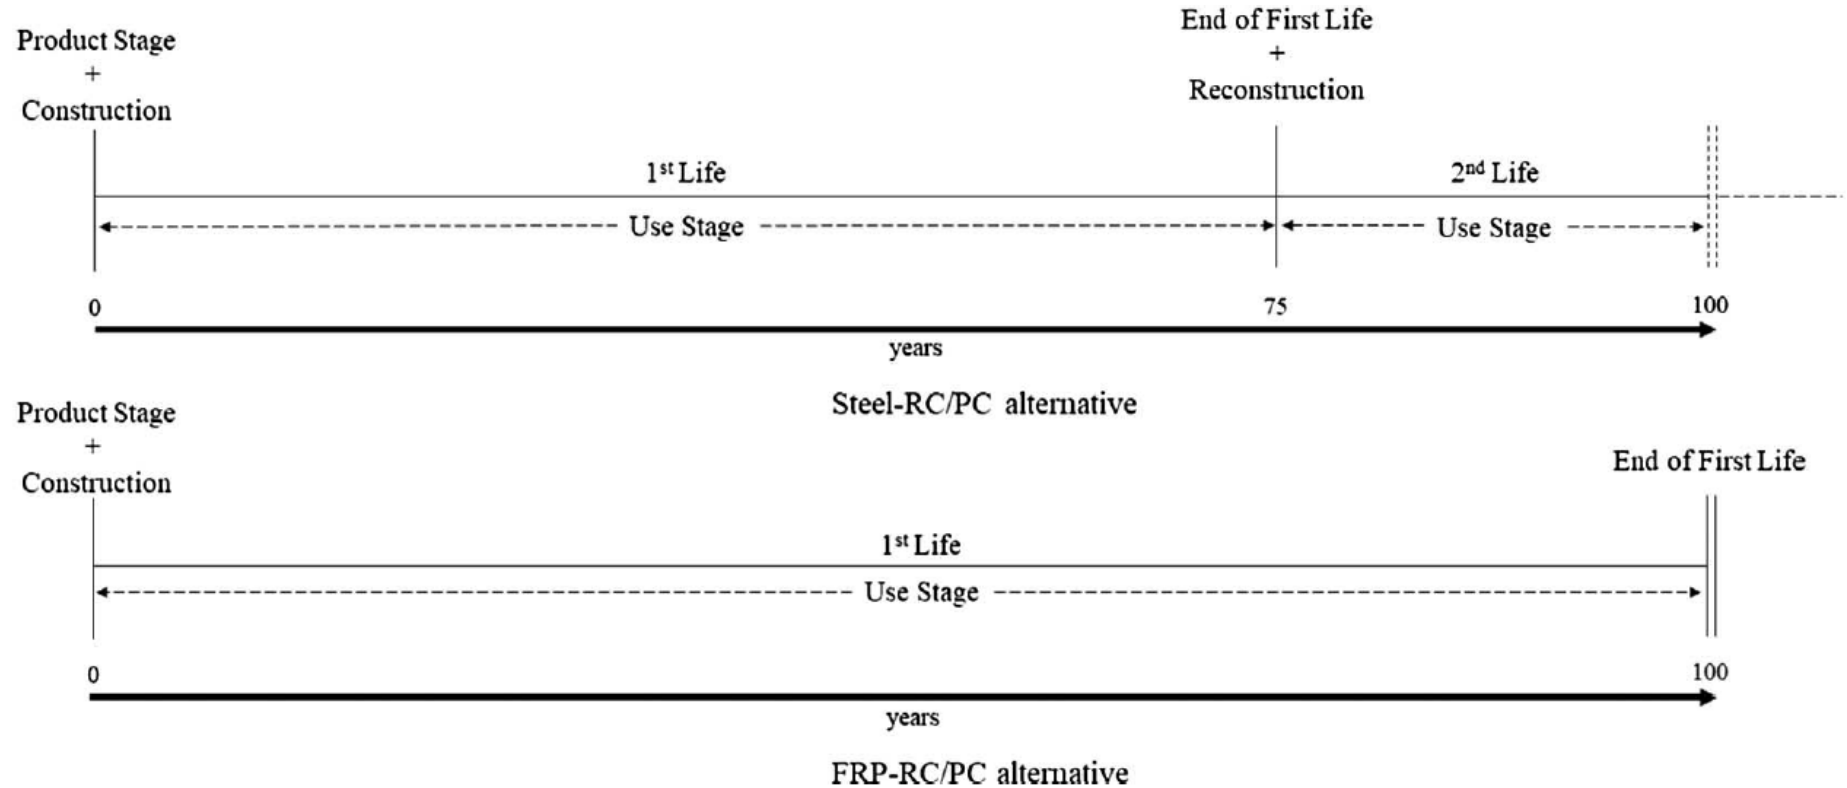 Product Stage
+
Construction
End of First Life
+
Reconstruction
1st Life
2nd Life
Use Stage
Use Stage
0
75
100
years
Steel-RC/PC alternative
Product Stage
+
Construction
End of First Life
1st Life
Use Stage
0
100
years
FRP-RC/PC alternative